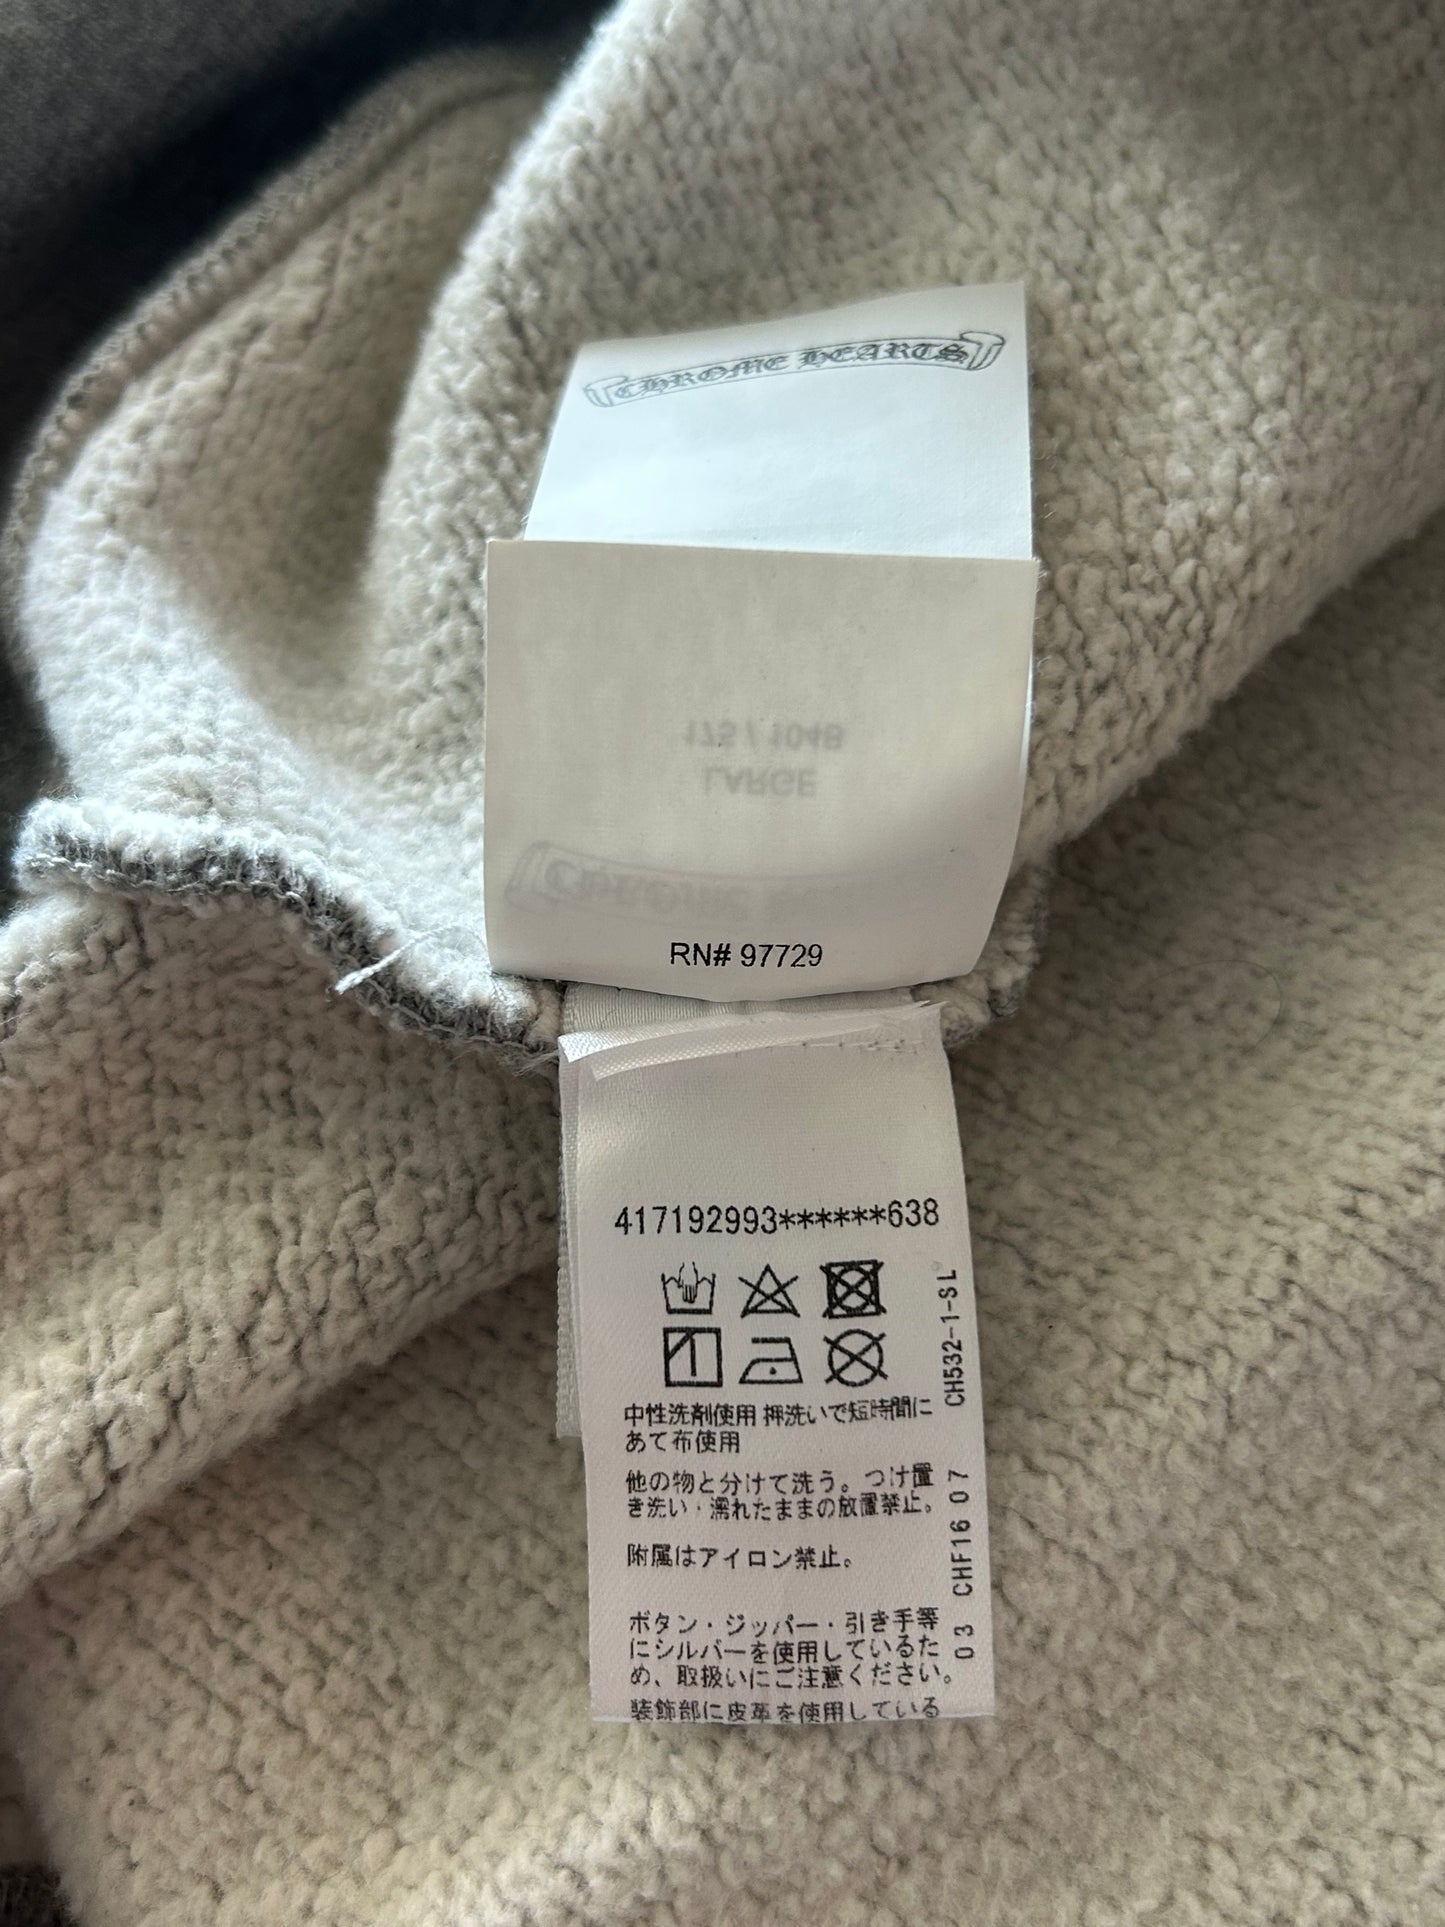 CHROME HEARTS
175 / 104B
LARGE
CHROME
RN# 97729
417192993******638
中性洗剤使用 押洗いで短時間に
あて布使用
他の物と分けて洗う。つけ置
き洗い・濡れたままの放置禁止。
附属はアイロン禁止。
ボタン・ジッパー・引き手等
にシルバーを使用しているた
め、取扱いにご注意ください。
装飾部に皮革を使用している
CH532-1-SL
03 CHF16 07